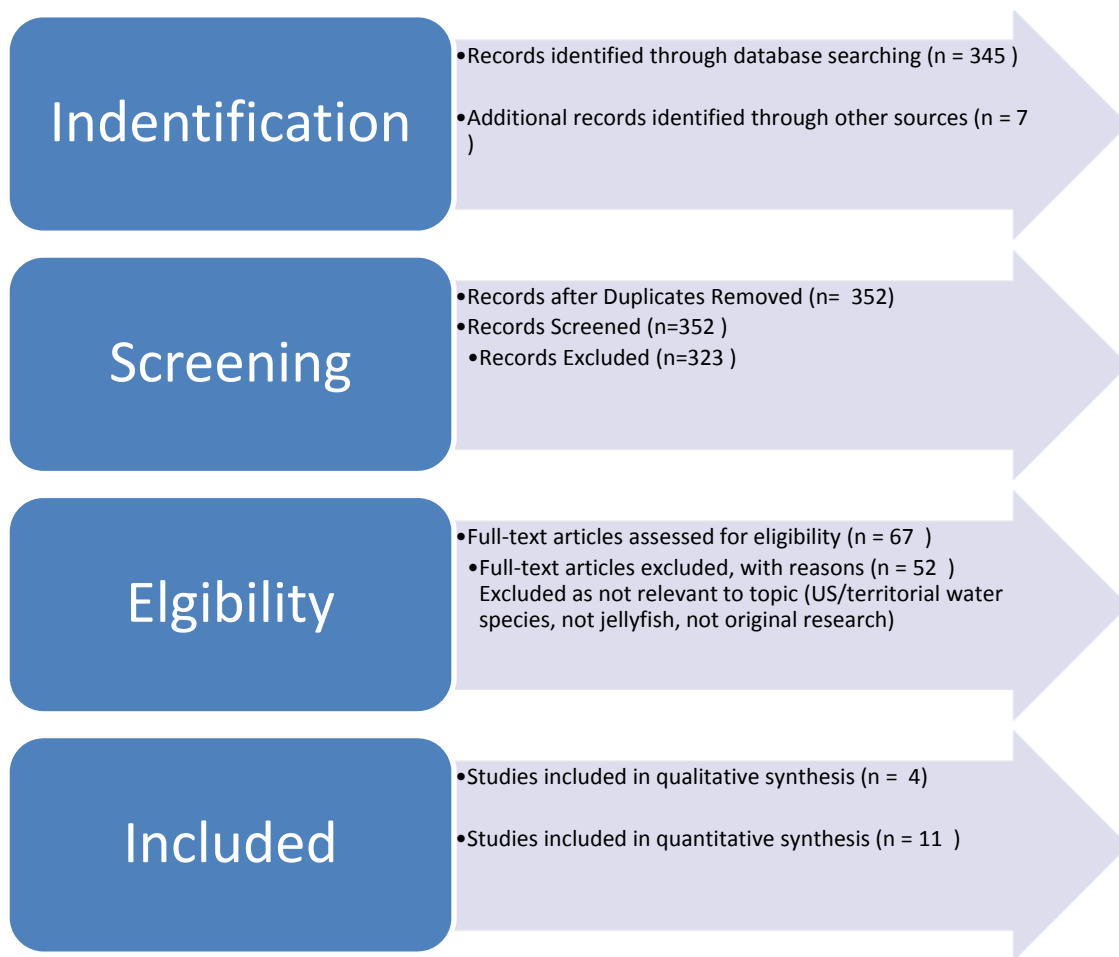 Indentification
•Records identified through database searching (n = 345 )
•Additional records identified through other sources (n = 7
)
Screening
•Records after Duplicates Removed (n=  352)
•Records Screened (n=352 )
•Records Excluded (n=323 )
Elgibility
•Full-text articles assessed for eligibility (n = 67  )
•Full-text articles excluded, with reasons (n = 52  )
Excluded as not relevant to topic (US/territorial water
species, not jellyfish, not original research)
Included
•Studies included in qualitative synthesis (n =  4)
•Studies included in quantitative synthesis (n = 11  )